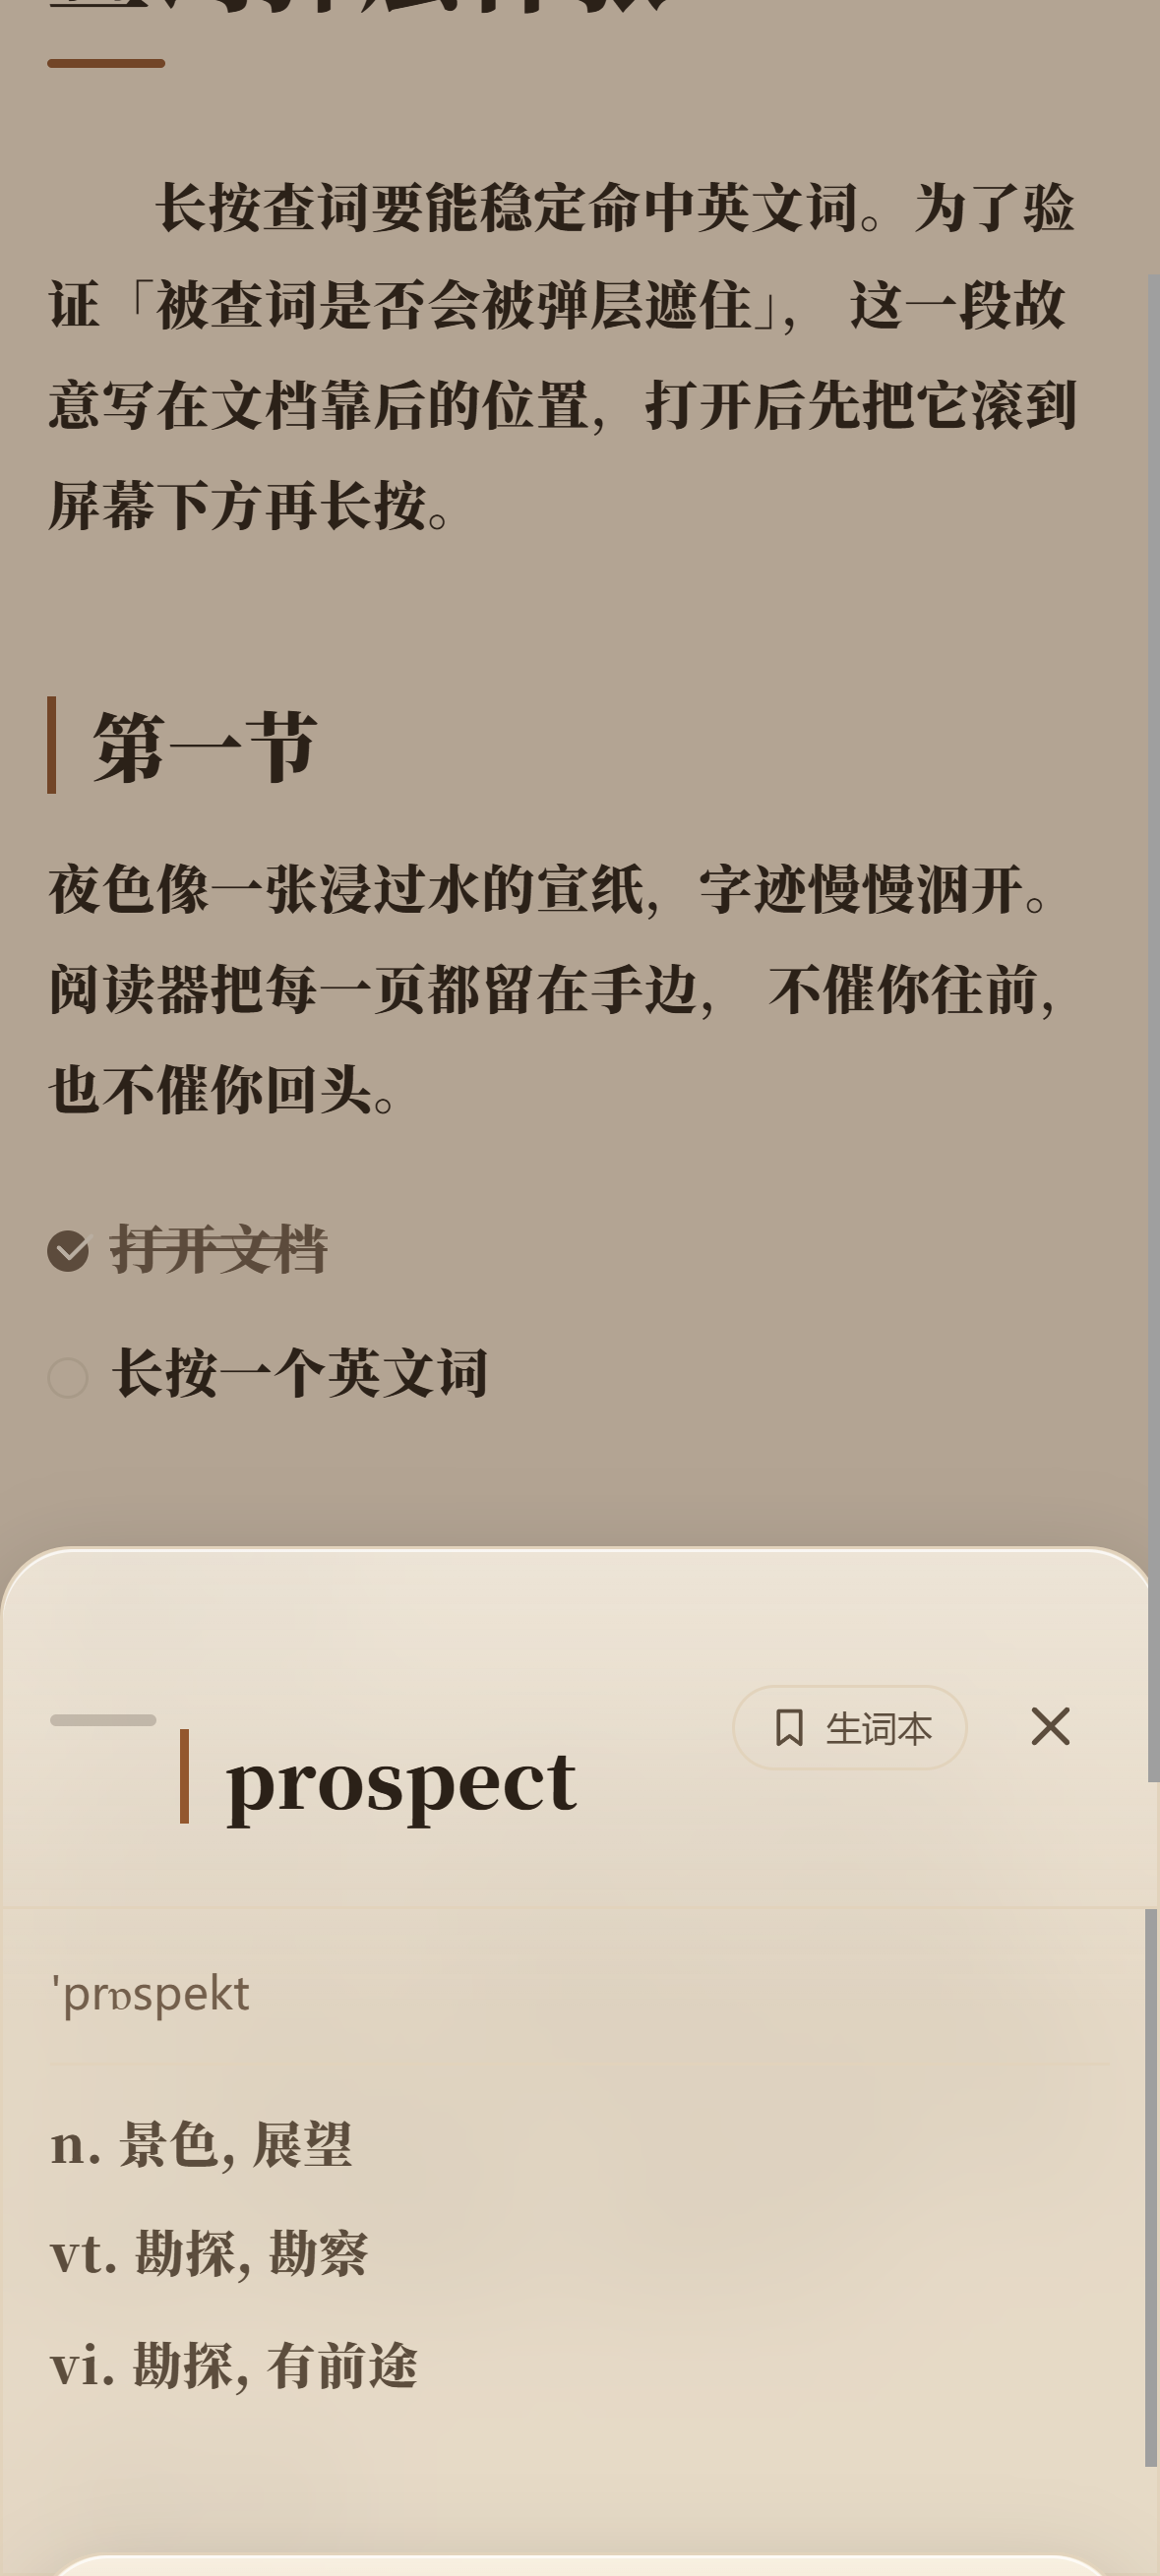 长按查词要能稳定命中英文词。为了验
证「被查词是否会被弹层遮住」， 这一段故
意写在文档靠后的位置，打开后先把它滚到
屏幕下方再长按。
第一节
夜色像一张浸过水的宣纸，字迹慢慢洇开。
阅读器把每一页都留在手边， 不催你往前，
也不催你回头。
打开文档
长按一个英文词
生词本
prospect
ˈprɒspekt
n. 景色, 展望
vt. 勘探, 勘察
vi. 勘探, 有前途